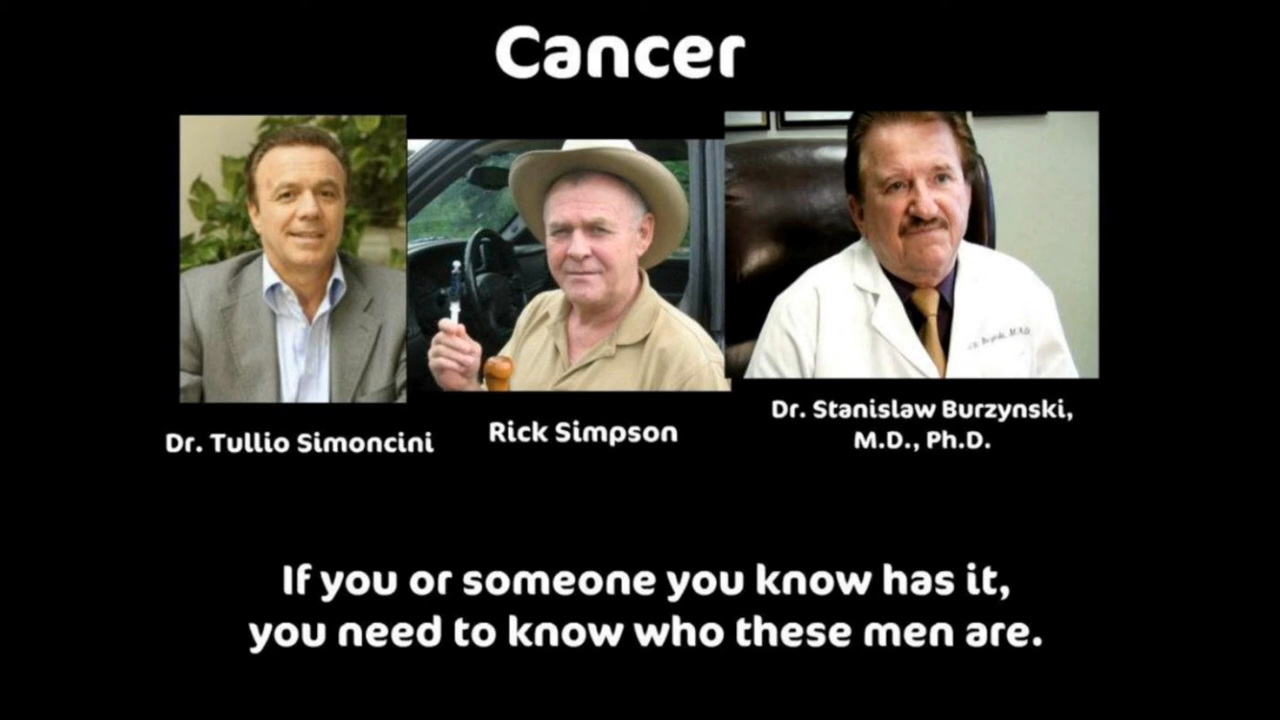 Cancer
Dr. Tullio Simoncini
Rick Simpson
Dr. Stanislaw Burzynski,
M.D., Ph.D.
If you or someone you know has it,
you need to know who these men are.